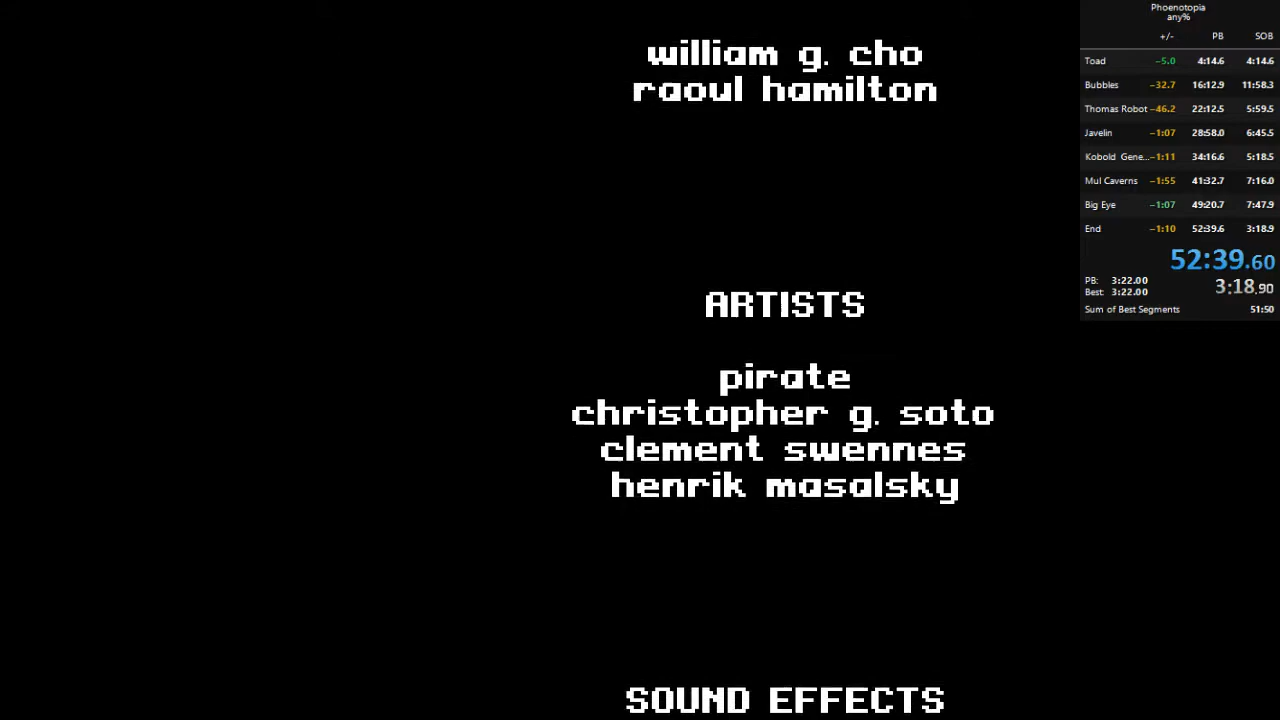 william g. cho
raoul hamilton
ARTISTS
pirate
christopher g. soto
clement swennes
henrik masalsky
SOUND EFFECTS
Phoenotopia
any%
+/- PB SOB
Toad −5.0 4:14.6 4:14.6
Bubbles −32.7 16:12.9 11:58.3
Thomas Robot −46.2 22:12.5 5:59.5
Javelin −1:07 28:58.0 6:45.5
Kobold Gene... −1:11 34:16.6 5:18.5
Mul Caverns −1:55 41:32.7 7:16.0
Big Eye −1:07 49:20.7 7:47.9
End −1:10 52:39.6 3:18.9
52:39.60
PB: 3:22.00
Best: 3:22.00
3:18.90
Sum of Best Segments 51:50